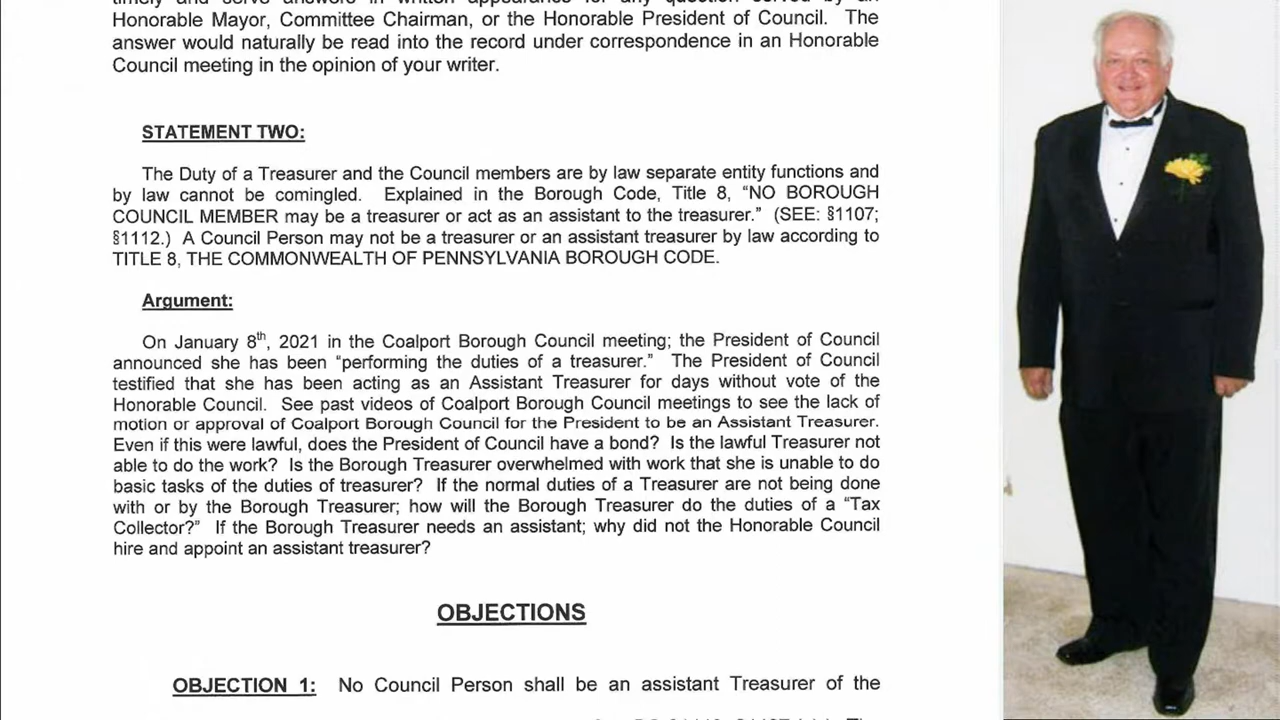 timely and serve answers in written appearance for any question served by an
Honorable Mayor, Committee Chairman, or the Honorable President of Council. The
answer would naturally be read into the record under correspondence in an Honorable
Council meeting in the opinion of your writer.
STATEMENT TWO:
The Duty of a Treasurer and the Council members are by law separate entity functions and
by law cannot be comingled. Explained in the Borough Code, Title 8, “NO BOROUGH
COUNCIL MEMBER may be a treasurer or act as an assistant to the treasurer.” (SEE: §1107;
§1112.) A Council Person may not be a treasurer or an assistant treasurer by law according to
TITLE 8, THE COMMONWEALTH OF PENNSYLVANIA BOROUGH CODE.
Argument:
On January 8th, 2021 in the Coalport Borough Council meeting; the President of Council
announced she has been “performing the duties of a treasurer.” The President of Council
testified that she has been acting as an Assistant Treasurer for days without vote of the
Honorable Council. See past videos of Coalport Borough Council meetings to see the lack of
motion or approval of Coalport Borough Council for the President to be an Assistant Treasurer.
Even if this were lawful, does the President of Council have a bond? Is the lawful Treasurer not
able to do the work? Is the Borough Treasurer overwhelmed with work that she is unable to do
basic tasks of the duties of treasurer? If the normal duties of a Treasurer are not being done
with or by the Borough Treasurer; how will the Borough Treasurer do the duties of a “Tax
Collector?” If the Borough Treasurer needs an assistant; why did not the Honorable Council
hire and appoint an assistant treasurer?
OBJECTIONS
OBJECTION 1: No Council Person shall be an assistant Treasurer of the